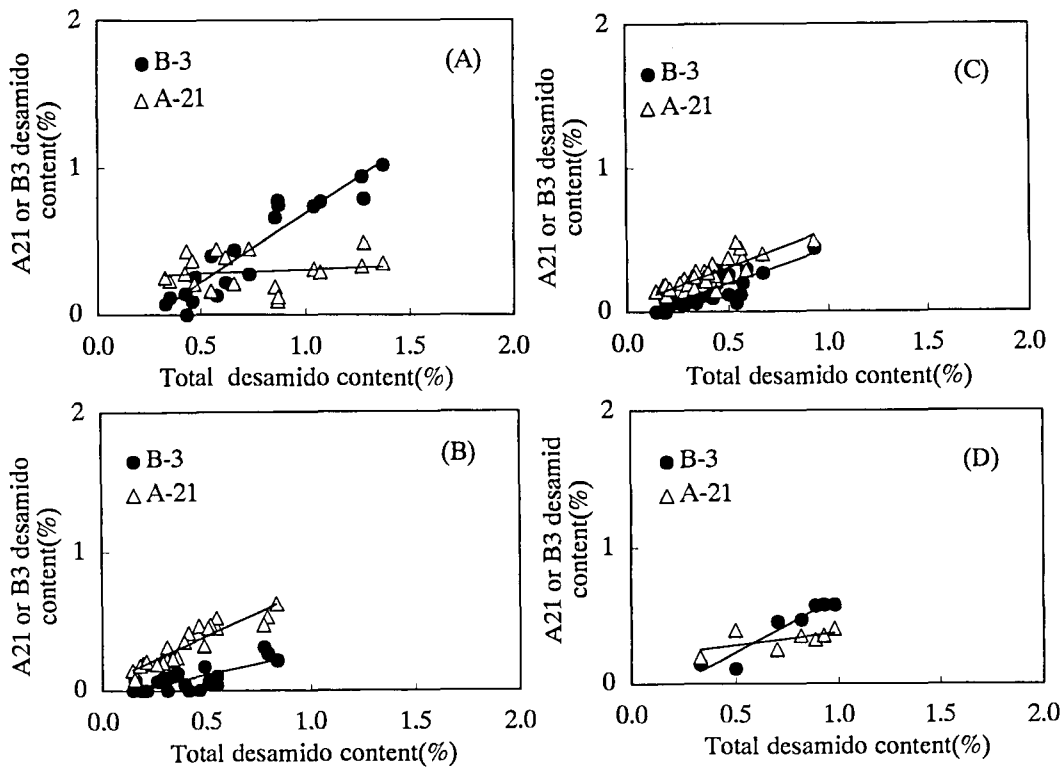 2
1
0
A21 or B3 desamido
content(%)
B-3
A-21
(A)
0.0 0.5 1.0 1.5 2.0
Total desamido content(%)
2
1
0
A21 or B3 desamido
content(%)
B-3
A-21
(B)
0.0 0.5 1.0 1.5 2.0
Total desamido content(%)
2
1
0
A21 or B3 desamido
content(%)
B-3
A-21
(C)
0.0 0.5 1.0 1.5 2.0
Total desamido content(%)
2
1
0
A21 or B3 desamid
content(%)
B-3
A-21
(D)
0.0 0.5 1.0 1.5 2.0
Total desamido content(%)